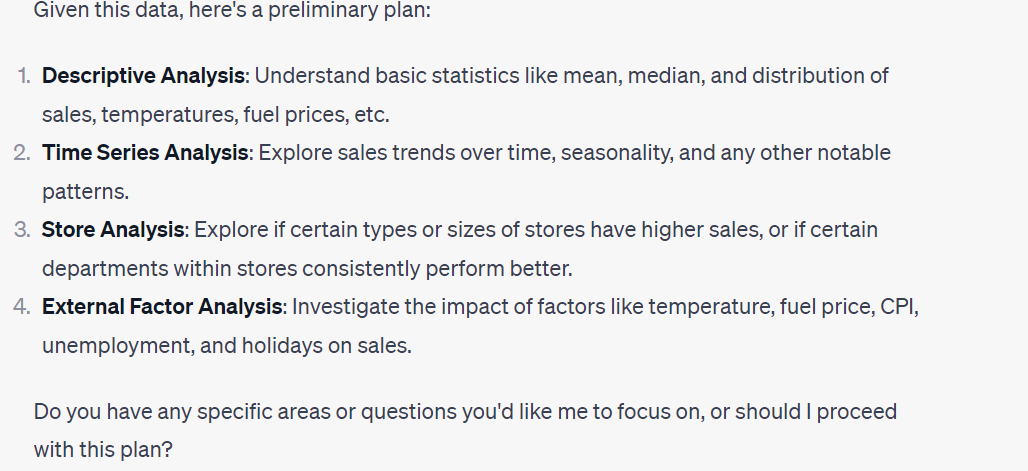 Given this data, here's a preliminary plan:
1. Descriptive Analysis: Understand basic statistics like mean, median, and distribution of
sales, temperatures, fuel prices, etc.
2. Time Series Analysis: Explore sales trends over time, seasonality, and any other notable
patterns.
3. Store Analysis: Explore if certain types or sizes of stores have higher sales, or if certain
departments within stores consistently perform better.
4. External Factor Analysis: Investigate the impact of factors like temperature, fuel price, CPI,
unemployment, and holidays on sales.
Do you have any specific areas or questions you'd like me to focus on, or should I proceed
with this plan?